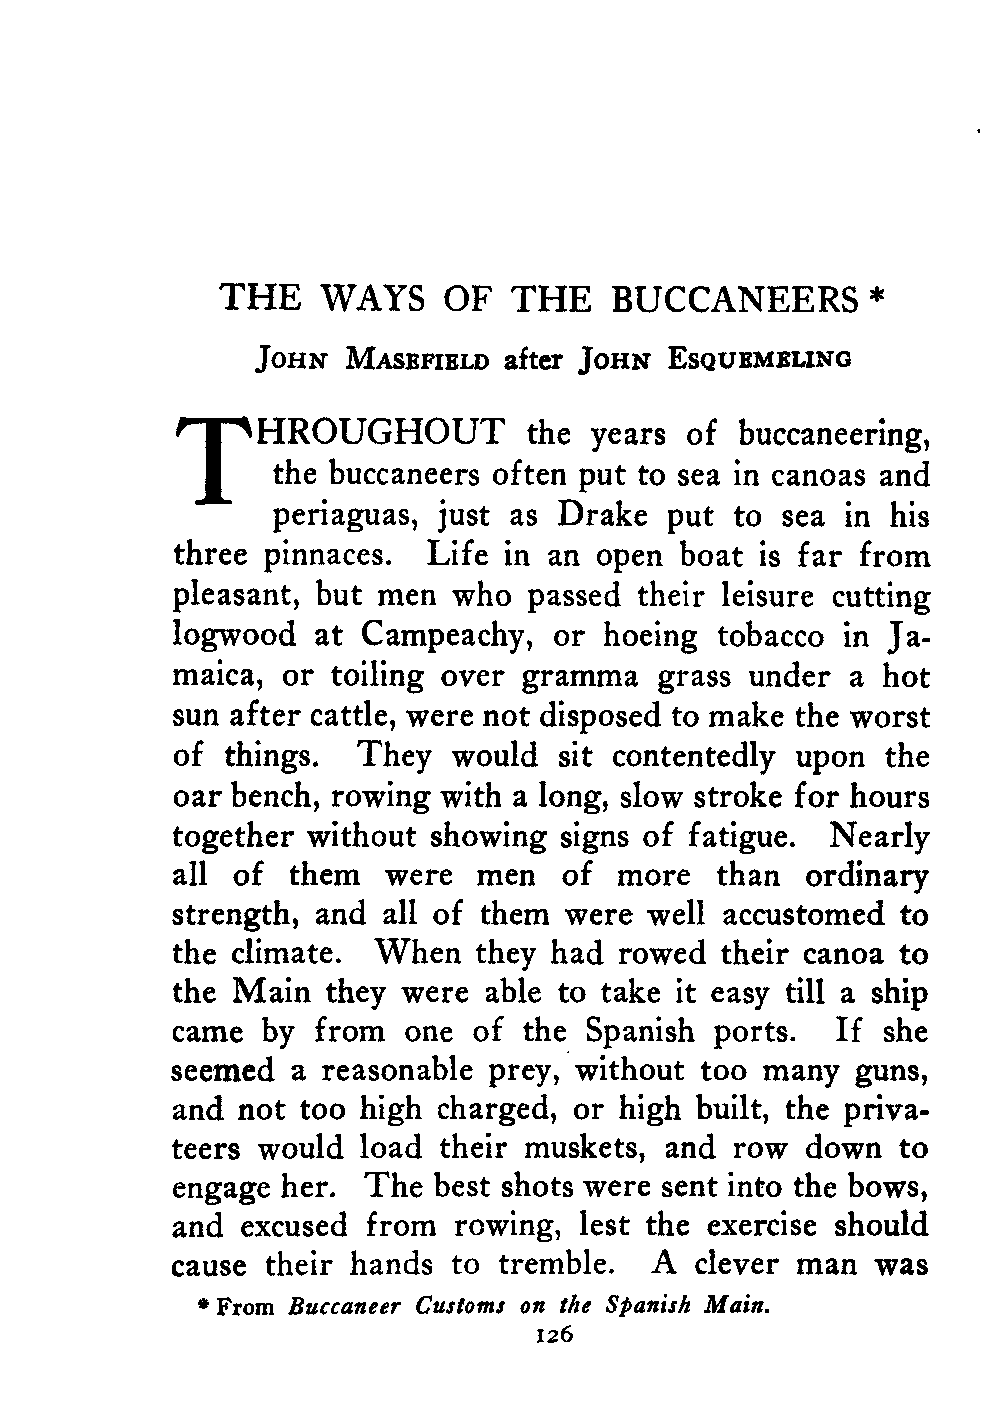 THE WAYS OF THE BUCCANEERS *
JOHN MASEFIELD after JOHN ESQUEMELING
THROUGHOUT the years of buccaneering,
the buccaneers often put to sea in canoas and
periaguas, just as Drake put to sea in his
three pinnaces. Life in an open boat is far from
pleasant, but men who passed their leisure cutting
logwood at Campeachy, or hoeing tobacco in Ja-
maica, or toiling over gramma grass under a hot
sun after cattle, were not disposed to make the worst
of things. They would sit contentedly upon the
oar bench, rowing with a long, slow stroke for hours
together without showing signs of fatigue. Nearly
all of them were men of more than ordinary
strength, and all of them were well accustomed to
the climate. When they had rowed their canoa to
the Main they were able to take it easy till a ship
came by from one of the Spanish ports. If she
seemed a reasonable prey, without too many guns,
and not too high charged, or high built, the priva-
teers would load their muskets, and row down to
engage her. The best shots were sent into the bows,
and excused from rowing, lest the exercise should
cause their hands to tremble. A clever man was
* From Buccaneer Customs on the Spanish Main.
126